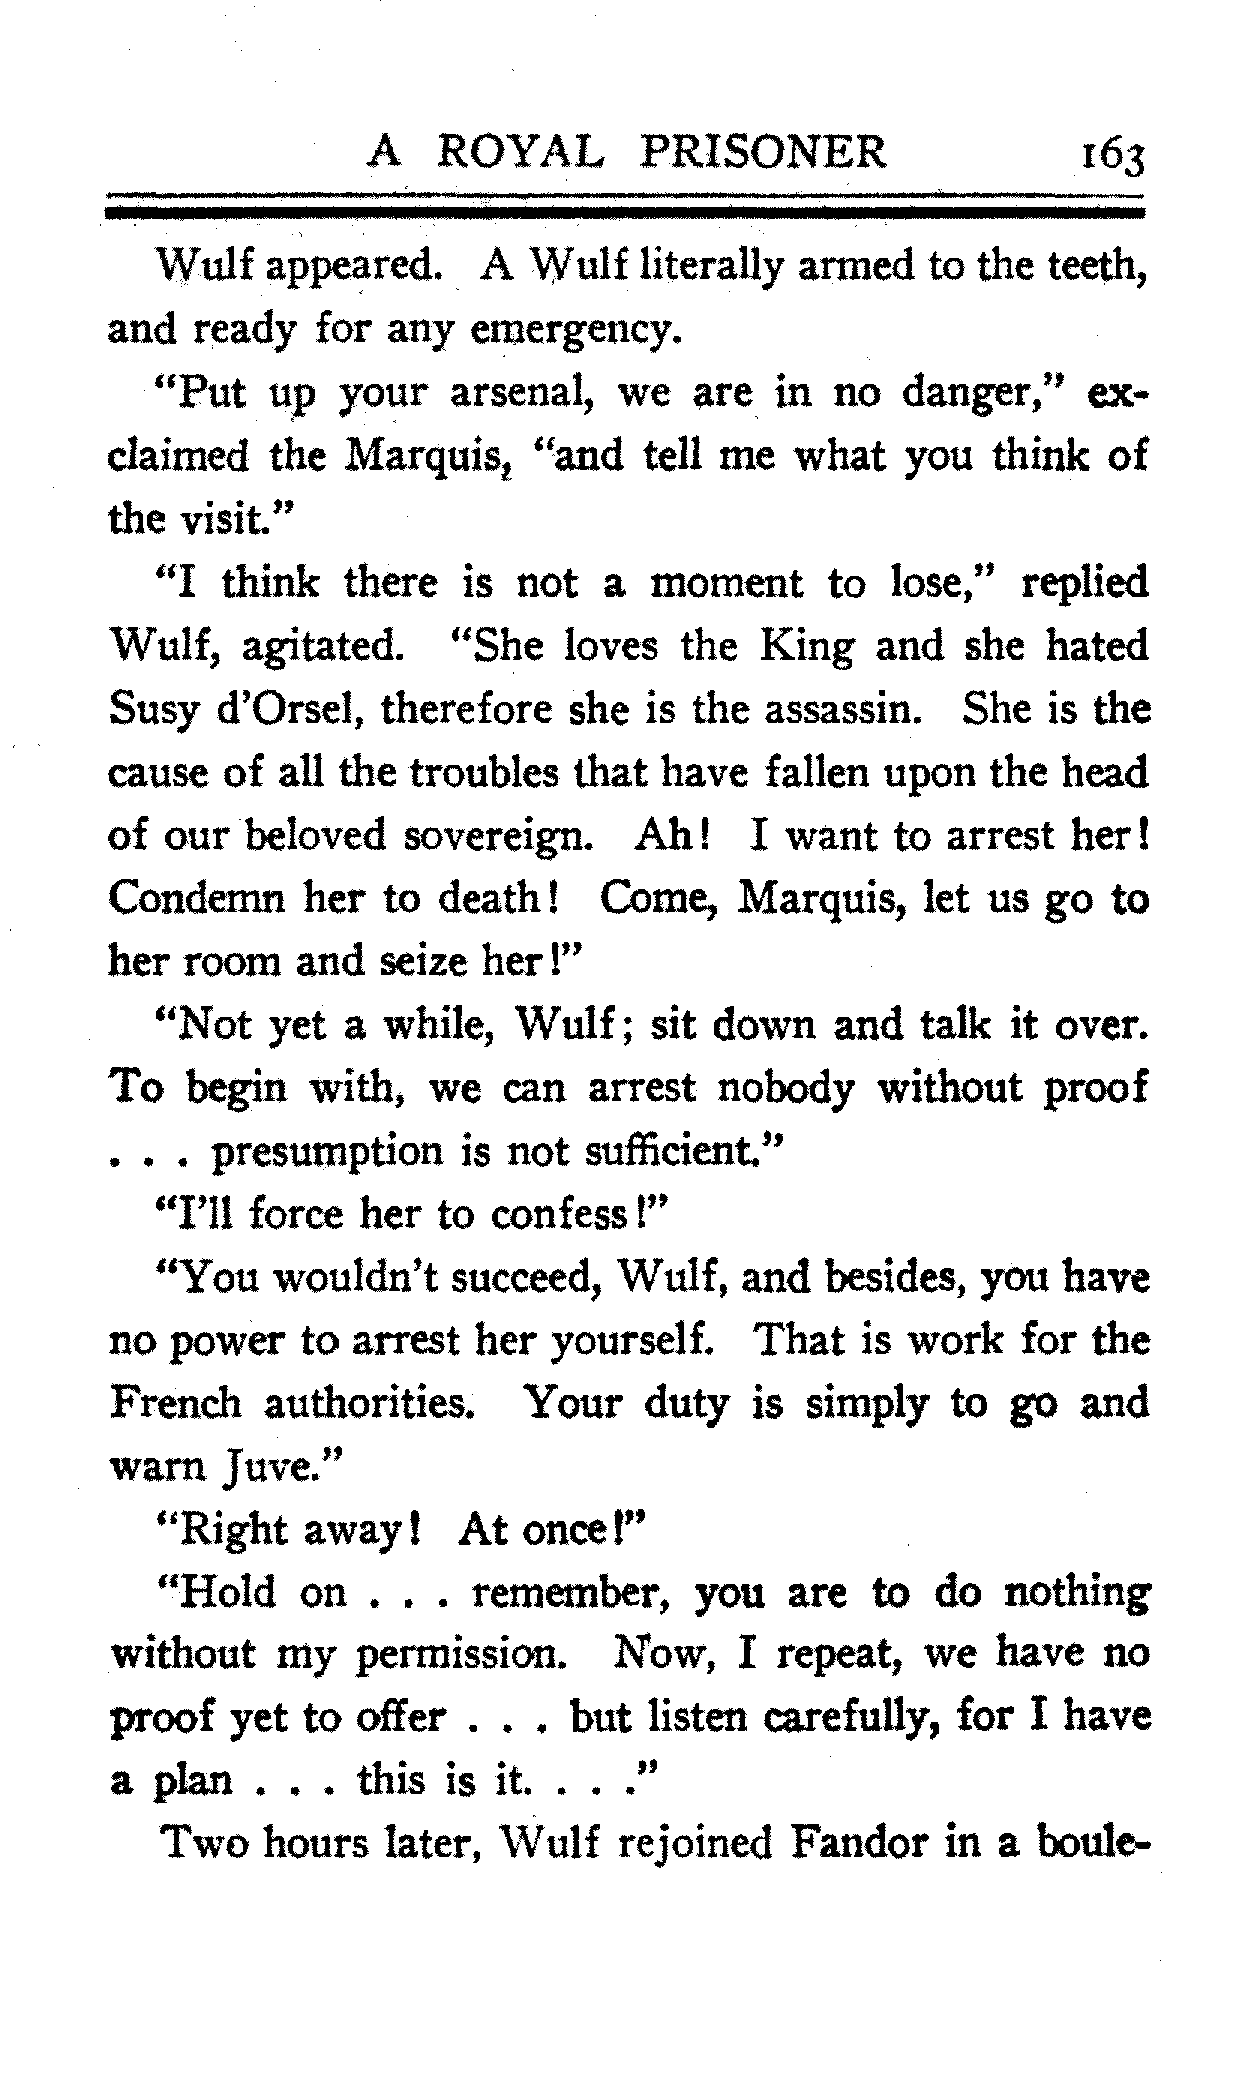 A ROYAL PRISONER 163
Wulf appeared. A Wulf literally armed to the teeth,
and ready for any emergency.
“Put up your arsenal, we are in no danger,” ex-
claimed the Marquis, “and tell me what you think of
the visit.”
“I think there is not a moment to lose,” replied
Wulf, agitated. “She loves the King and she hated
Susy d’Orsel, therefore she is the assassin. She is the
cause of all the troubles that have fallen upon the head
of our beloved sovereign. Ah! I want to arrest her!
Condemn her to death! Come, Marquis, let us go to
her room and seize her!”
“Not yet a while, Wulf; sit down and talk it over.
To begin with, we can arrest nobody without proof
. . . presumption is not sufficient.”
“I’ll force her to confess!”
“You wouldn’t succeed, Wulf, and besides, you have
no power to arrest her yourself. That is work for the
French authorities. Your duty is simply to go and
warn Juve.”
“Right away! At once!”
“Hold on . . . remember, you are to do nothing
without my permission. Now, I repeat, we have no
proof yet to offer . . . but listen carefully, for I have
a plan . . . this is it. . . .”
Two hours later, Wulf rejoined Fandor in a boule-